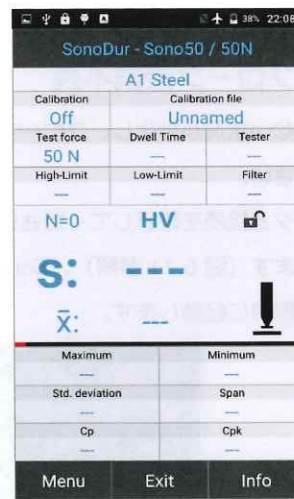 38% 22:08
SonoDur - Sono50 / 50N
A1 Steel
Calibration Calibration file
Off Unnamed
Test force Dwell Time Tester
50 N --- ---
High-Limit Low-Limit Filter
--- --- ---
N=0 HV
s: ---
x̄: ---
Maximum Minimum
--- ---
Std. deviation Span
--- ---
Cp Cpk
--- ---
Menu Exit Info